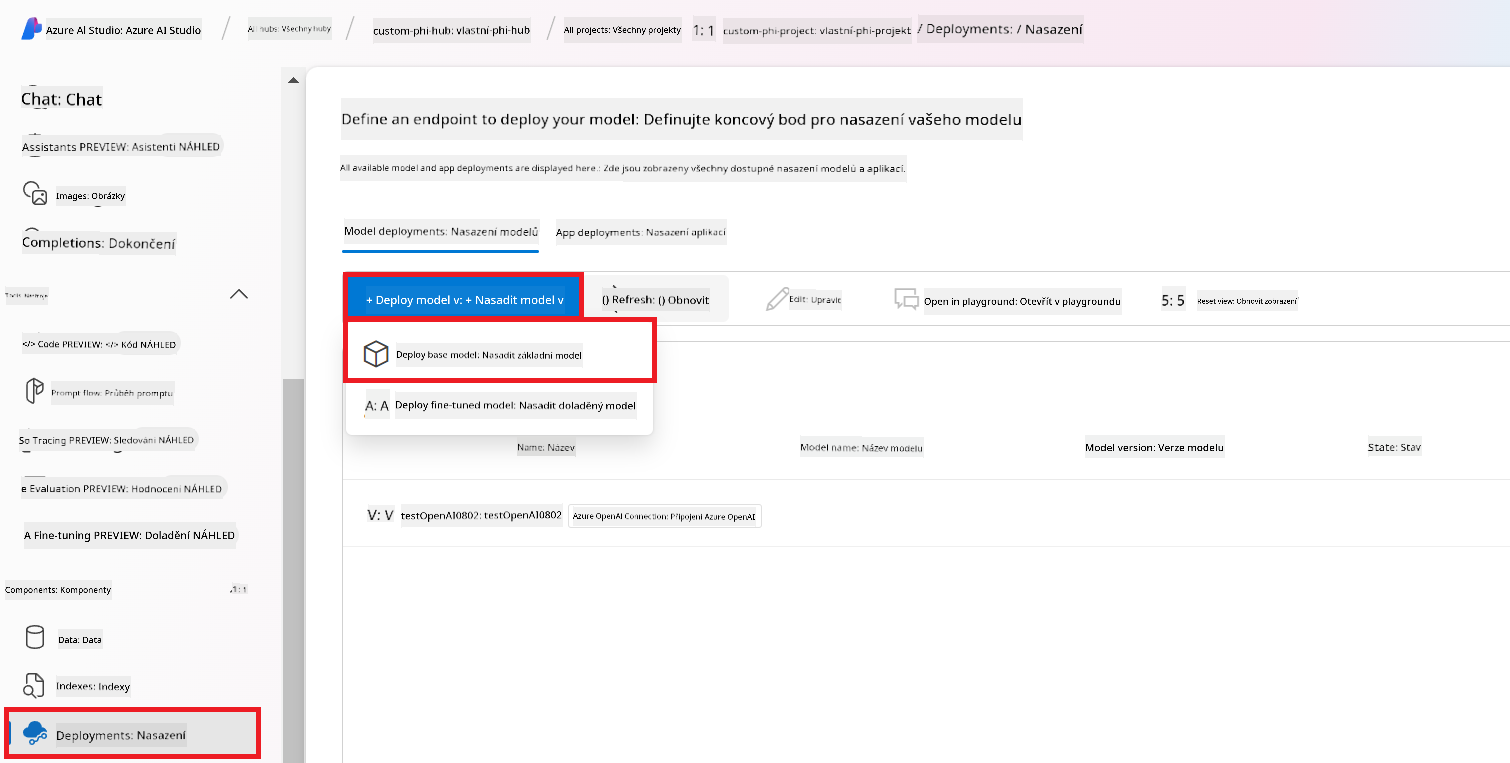 Azure AI Studio: Azure AI Studio / AI hubs: Všechny huby / custom-phi-hub: vlastní-phi-hub / All projects: Všechny projekty 1: 1 custom-phi-project: vlastní-phi-projekt / Deployments: / Nasazení
Chat: Chat
Assistants PREVIEW: Asistenti NÁHLED
Images: Obrázky
Completions: Dokončení
Tools: Nástroje
</> Code PREVIEW: </> Kód NÁHLED
Prompt flow: Průběh promptu
So Tracing PREVIEW: Sledování NÁHLED
e Evaluation PREVIEW: Hodnocení NÁHLED
A Fine-tuning PREVIEW: Doladění NÁHLED
Components: Komponenty
Data: Data
Indexes: Indexy
Deployments: Nasazení
Define an endpoint to deploy your model: Definujte koncový bod pro nasazení vašeho modelu
All available model and app deployments are displayed here.: Zde jsou zobrazeny všechny dostupné nasazení modelů a aplikací.
Model deployments: Nasazení modelů App deployments: Nasazení aplikací
+ Deploy model v: + Nasadit model v () Refresh: () Obnovit Edit: Upravit Open in playground: Otevřít v playgroundu 5: 5 Reset view: Obnovit zobrazení
Deploy base model: Nasadit základní model
A: A Deploy fine-tuned model: Nasadit doladěný model
Name: Název Model name: Název modelu Model version: Verze modelu State: Stav
V: V testOpenAI0802: testOpenAI0802 Azure OpenAI Connection: Připojení Azure OpenAI